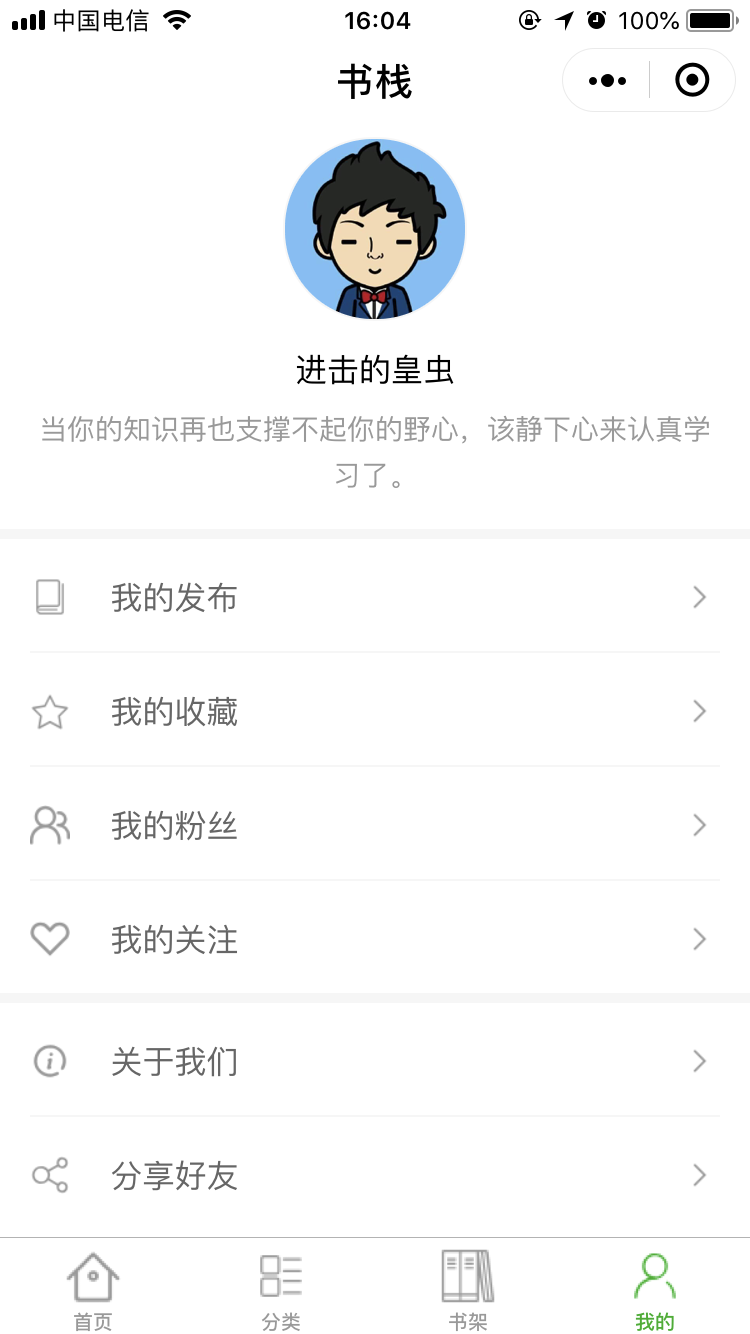 中国电信 16:04 100%
书栈
进击的皇虫
当你的知识再也支撑不起你的野心，该静下心来认真学
习了。
我的发布
我的收藏
我的粉丝
我的关注
关于我们
分享好友
首页 分类 书架 我的